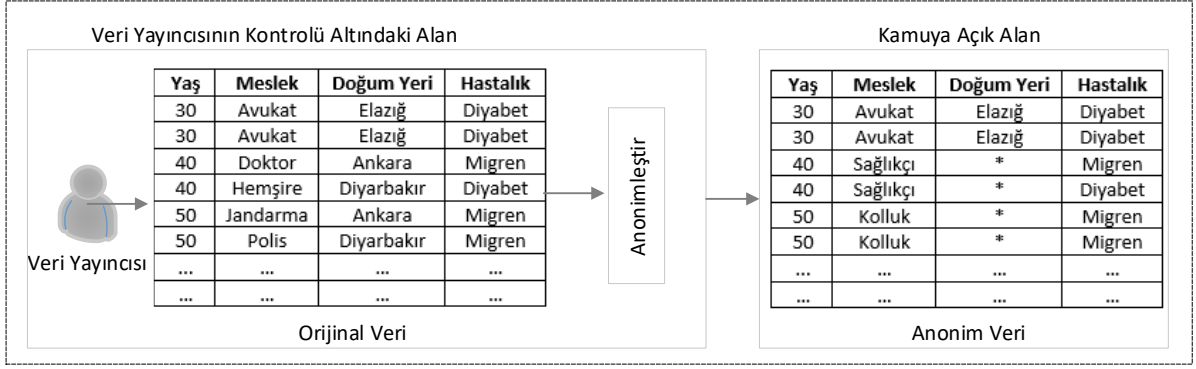 Veri Yayıncısının Kontrolü Altındaki Alan
Yaş Meslek Doğum Yeri Hastalık
30 Avukat Elazığ Diyabet
30 Avukat Elazığ Diyabet
40 Doktor Ankara Migren
40 Hemşire Diyarbakır Diyabet
50 Jandarma Ankara Migren
50 Polis Diyarbakır Migren
... ... ... ...
... ... ... ...
Veri Yayıncısı
Orijinal Veri
Anonimleştir
Kamuya Açık Alan
Yaş Meslek Doğum Yeri Hastalık
30 Avukat Elazığ Diyabet
30 Avukat Elazığ Diyabet
40 Sağlıkçı * Migren
40 Sağlıkçı * Diyabet
50 Kolluk * Migren
50 Kolluk * Migren
... ... ... ...
... ... ... ...
Anonim Veri